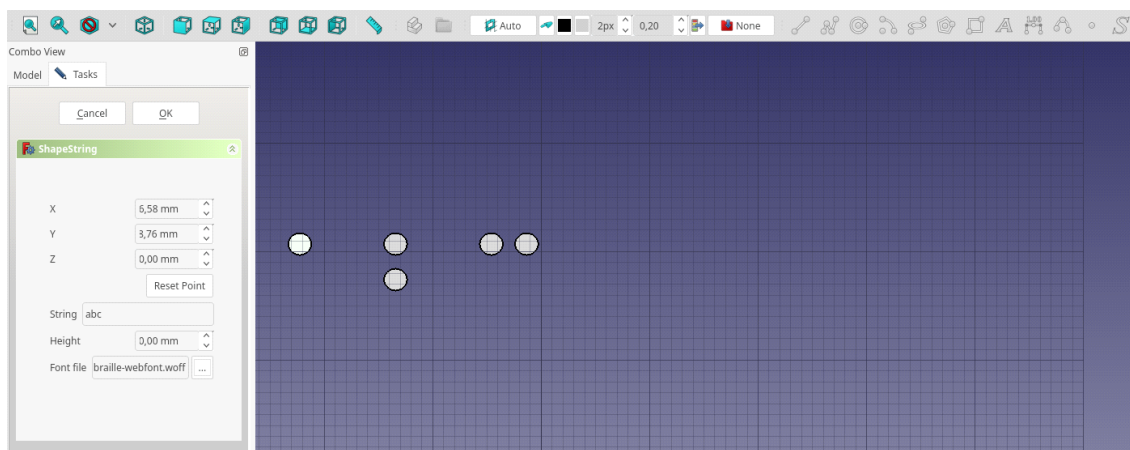 Auto
2px
0,20
None
Combo View
Model
Tasks
Cancel
OK
ShapeString
X
6,58 mm
Y
3,76 mm
Z
0,00 mm
Reset Point
String
abc
Height
0,00 mm
Font file
braille-webfont.woff
...